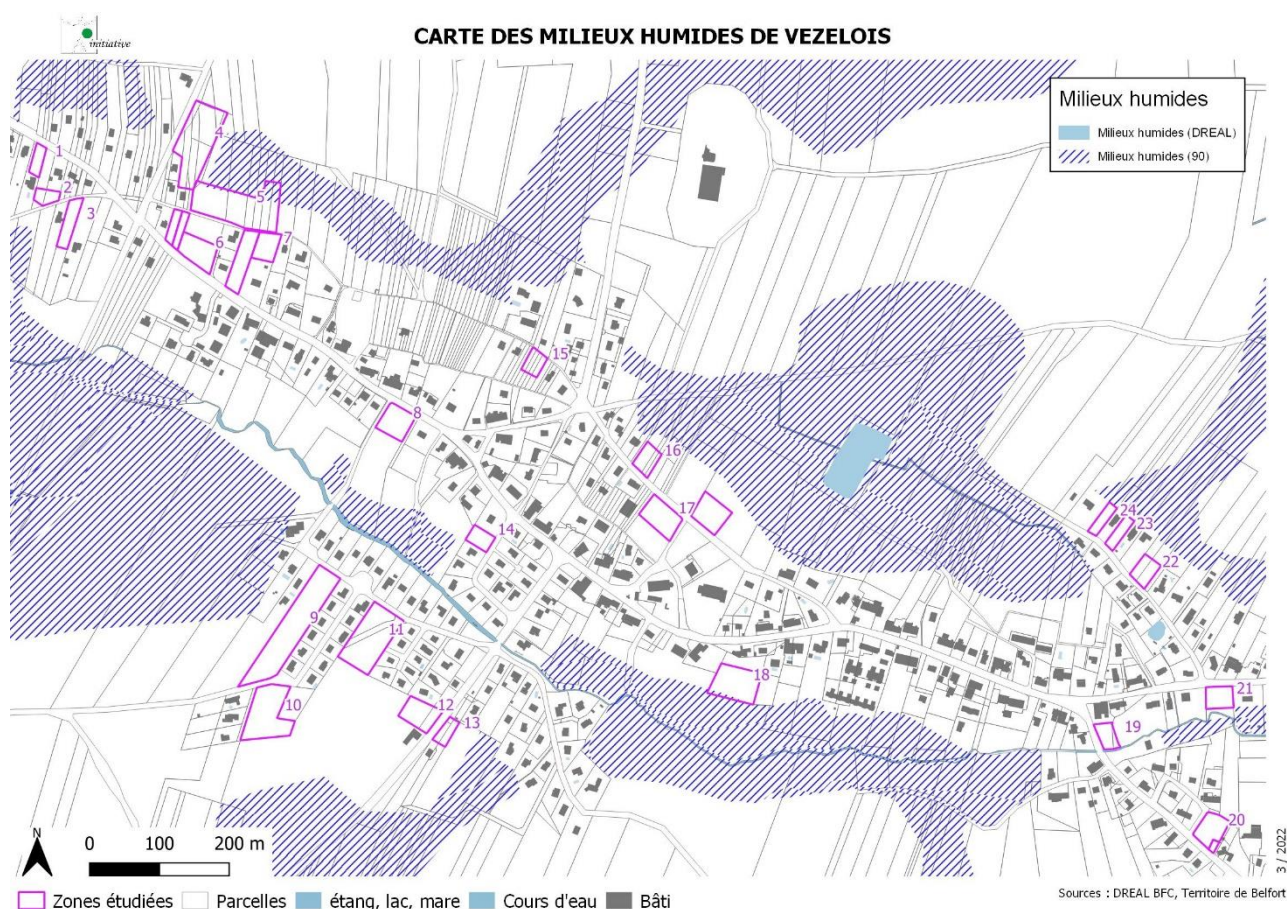 initiative
CARTE DES MILIEUX HUMIDES DE VEZELOIS
Milieux humides
Milieux humides (DREAL)
Milieux humides (90)
1
2
3
4
5
6
7
15
8
16
17
14
24
23
22
9
11
18
10
12
13
21
19
20
N
0 100 200 m
3 / 2022
Zones étudiées Parcelles étang, lac, mare Cours d'eau Bâti
Sources : DREAL BFC, Territoire de Belfort